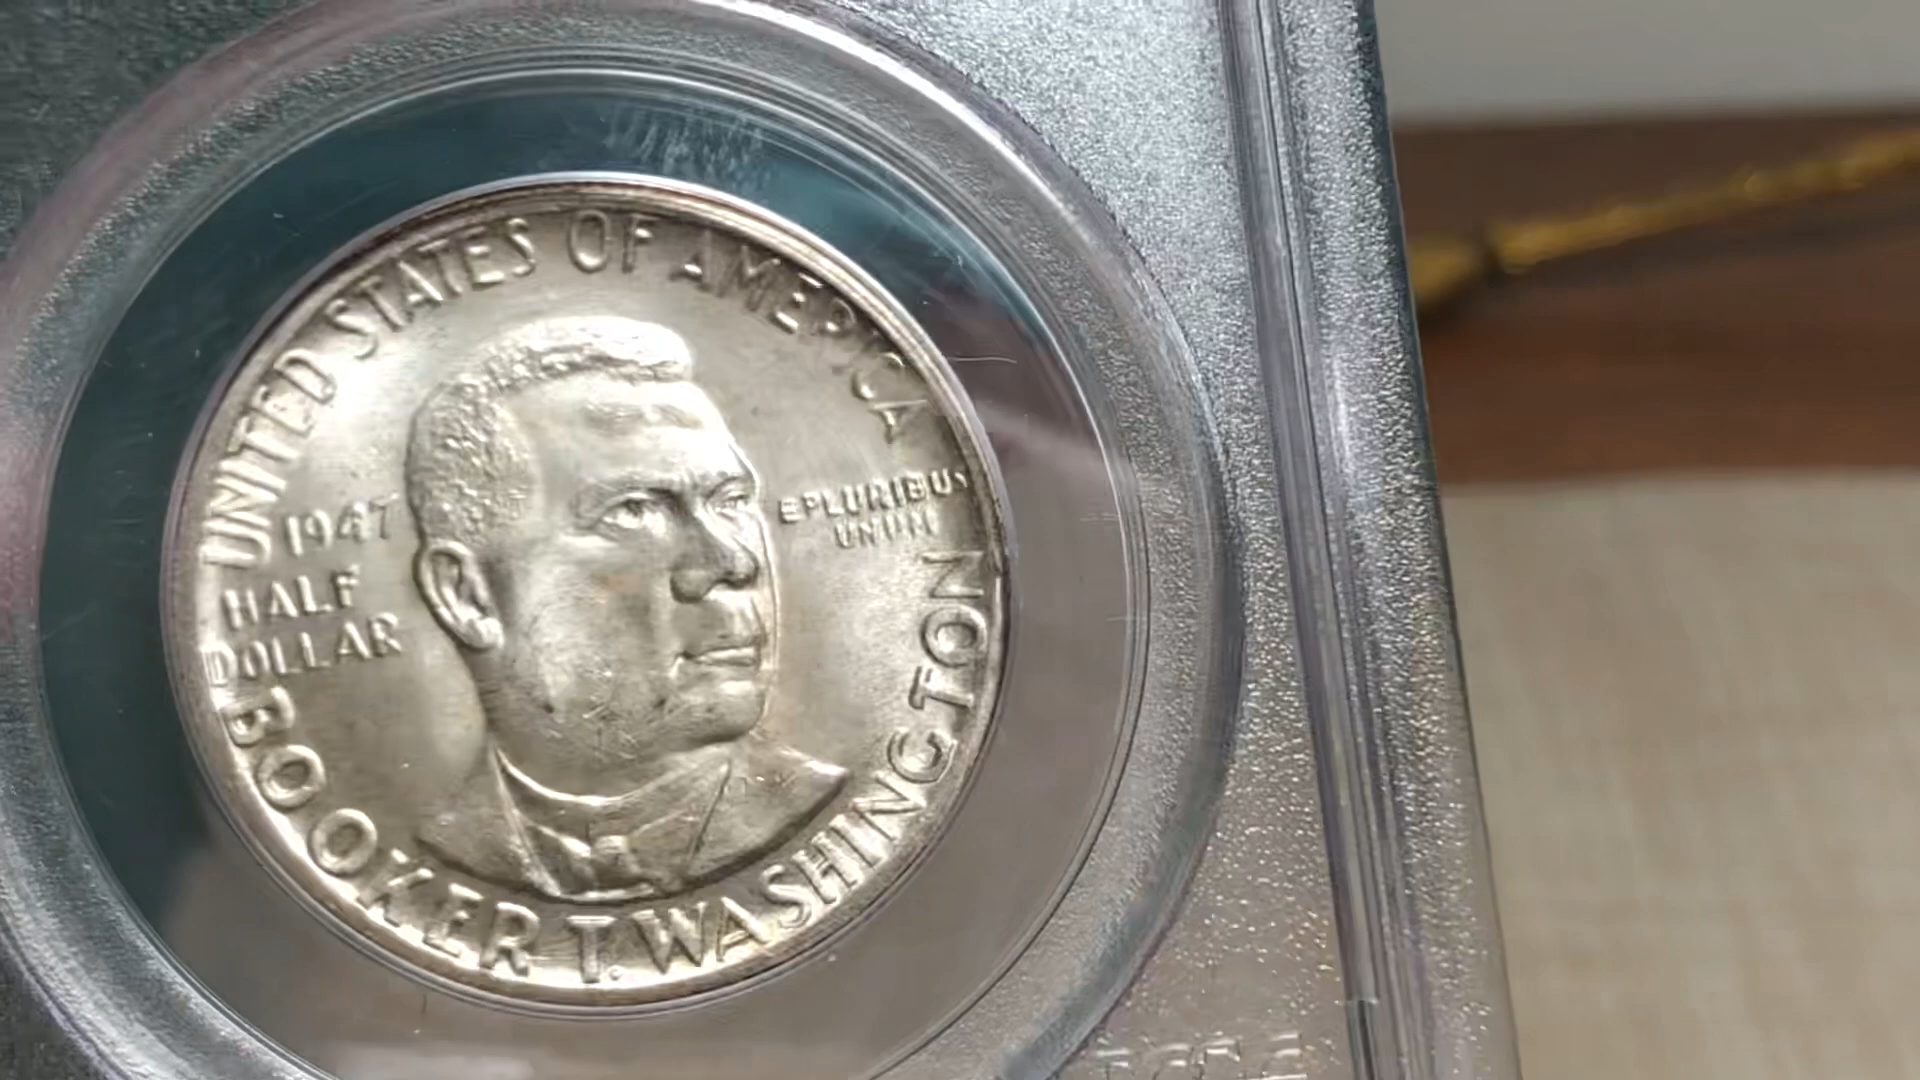 UNITED STATES OF AMERICA
1947
HALF
DOLLAR
E PLURIBUS
UNUM
BOOKER T. WASHINGTON